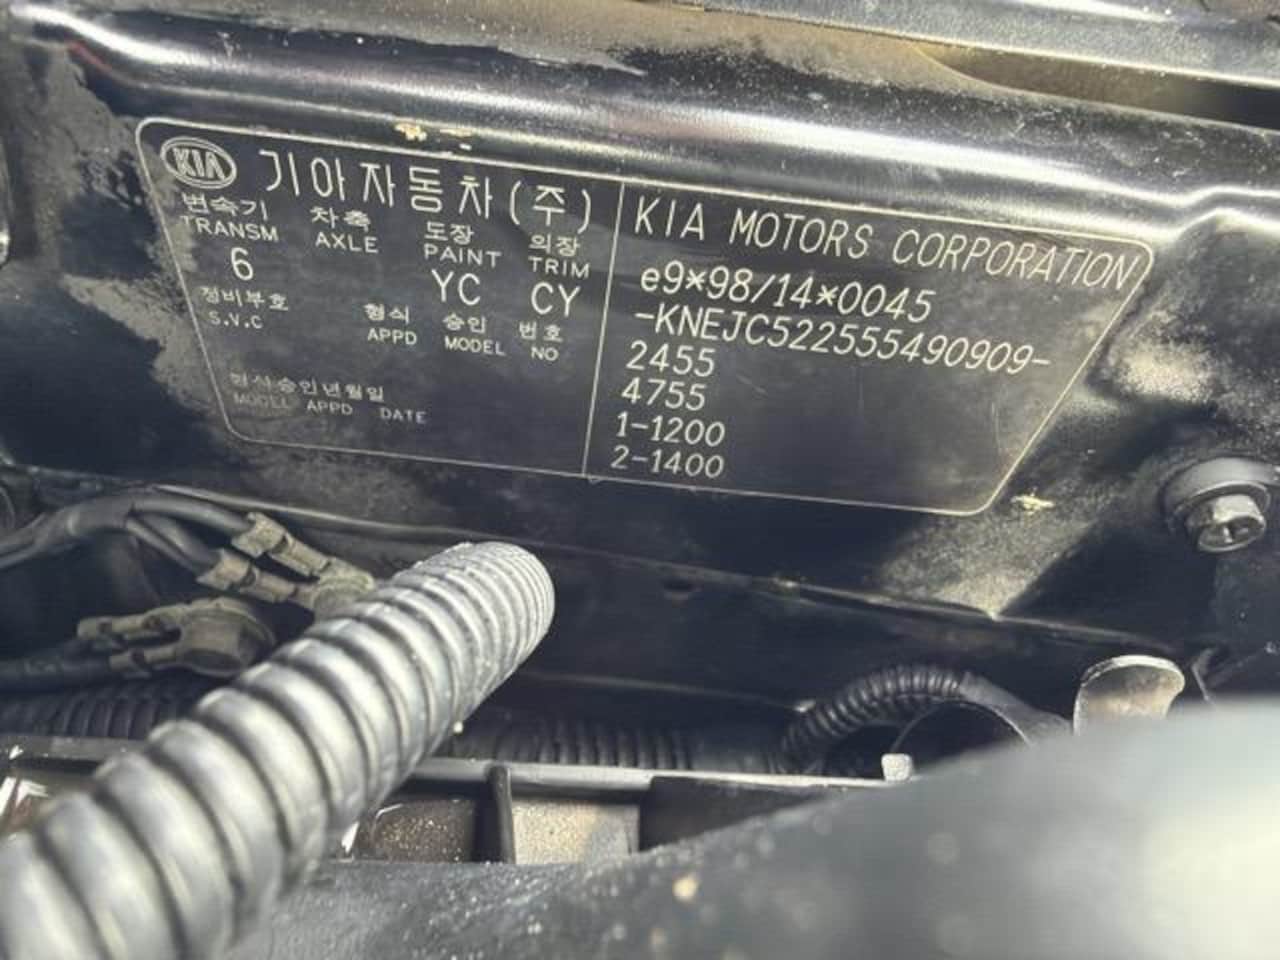 KIA 기아자동차(주)
변속기 차축 도장 의장
TRANSM AXLE PAINT TRIM
6 YC CY
정비부호 형식 승인 번호
S.V.C APPD MODEL NO
형식승인년월일
MODEL APPD DATE
KIA MOTORS CORPORATION
e9*98/14*0045
-KNEJC522555490909-
2455
4755
1-1200
2-1400